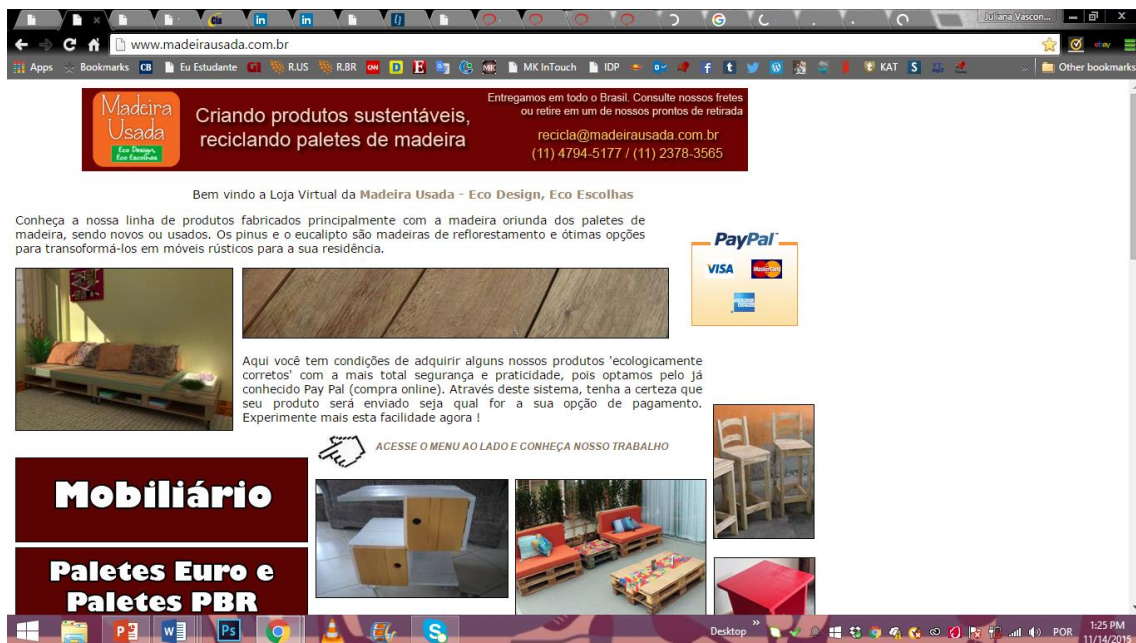 Juliana Vascon...
www.madeirausada.com.br
Apps
Bookmarks
CB
Eu Estudante
G1
R.US
R.BR
CNN
D
E
MK
MK InTouch
IDP
KAT
S
Other bookmarks
Madeira
Usada
Eco Design,
Eco Escolhas
Criando produtos sustentáveis,
reciclando paletes de madeira
Entregamos em todo o Brasil. Consulte nossos fretes
ou retire em um de nossos prontos de retirada
recicla@madeirausada.com.br
(11) 4794-5177 / (11) 2378-3565
Bem vindo a Loja Virtual da Madeira Usada - Eco Design, Eco Escolhas
Conheça a nossa linha de produtos fabricados principalmente com a madeira oriunda dos paletes de
madeira, sendo novos ou usados. Os pinus e o eucalipto são madeiras de reflorestamento e ótimas opções
para transformá-los em móveis rústicos para a sua residência.
PayPal
VISA
MasterCard
Aqui você tem condições de adquirir alguns nossos produtos 'ecologicamente
corretos' com a mais total segurança e praticidade, pois optamos pelo já
conhecido Pay Pal (compra online). Através deste sistema, tenha a certeza que
seu produto será enviado seja qual for a sua opção de pagamento.
Experimente mais esta facilidade agora !
ACESSE O MENU AO LADO E CONHEÇA NOSSO TRABALHO
Mobiliário
Paletes Euro e
Paletes PBR
Desktop
POR
1:25 PM